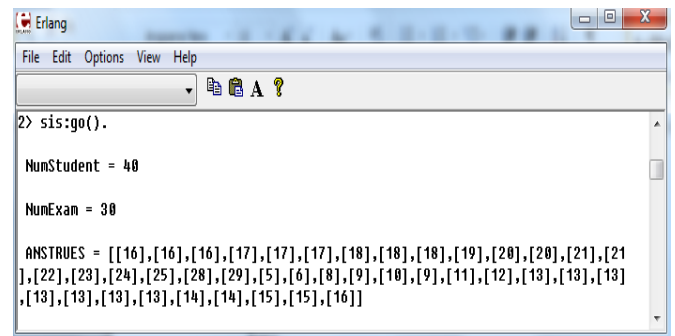 Erlang
File Edit Options View Help
A ?
2> sis:go().
NumStudent = 40
NumExam = 30
ANSTRUES = [[16],[16],[16],[17],[17],[17],[18],[18],[18],[19],[20],[20],[21],[21
],[22],[23],[24],[25],[28],[29],[5],[6],[8],[9],[10],[9],[11],[12],[13],[13],[13]
,[13],[13],[13],[13],[14],[14],[15],[15],[16]]